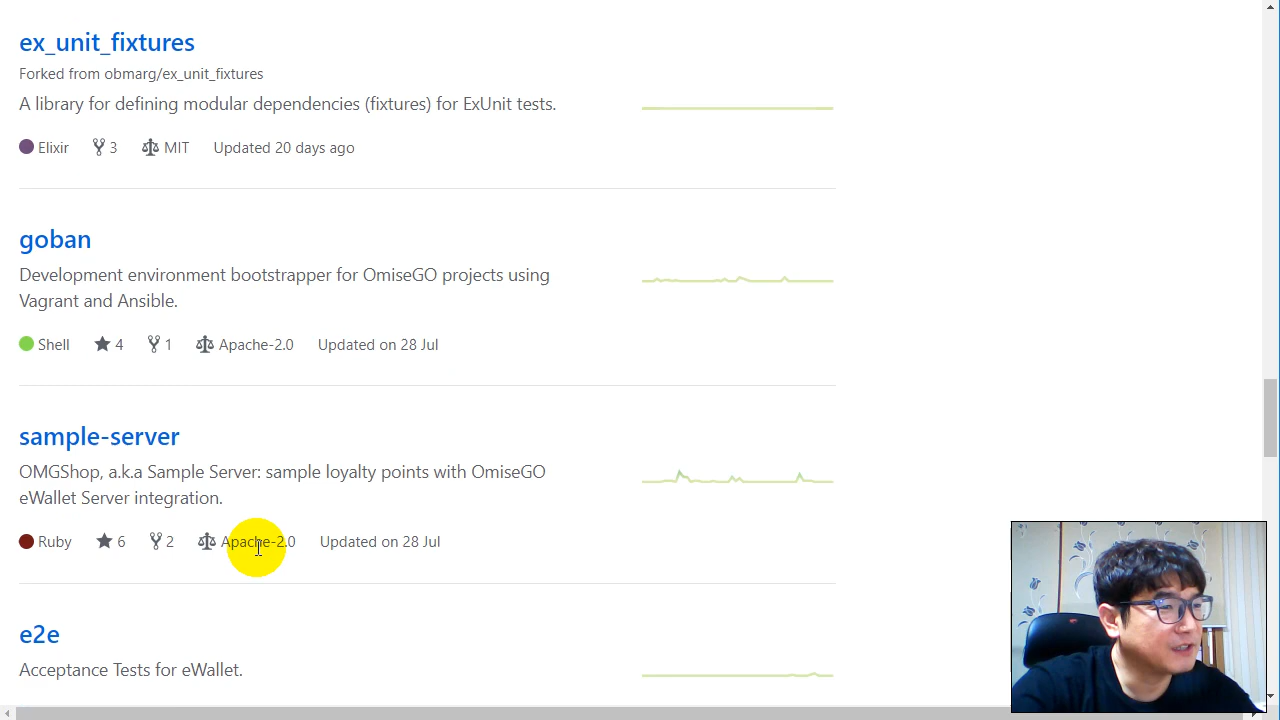 ex_unit_fixtures
Forked from obmarg/ex_unit_fixtures
A library for defining modular dependencies (fixtures) for ExUnit tests.
Elixir 3 MIT Updated 20 days ago
goban
Development environment bootstrapper for OmiseGO projects using
Vagrant and Ansible.
Shell 4 1 Apache-2.0 Updated on 28 Jul
sample-server
OMGShop, a.k.a Sample Server: sample loyalty points with OmiseGO
eWallet Server integration.
Ruby 6 2 Apache-2.0 Updated on 28 Jul
e2e
Acceptance Tests for eWallet.